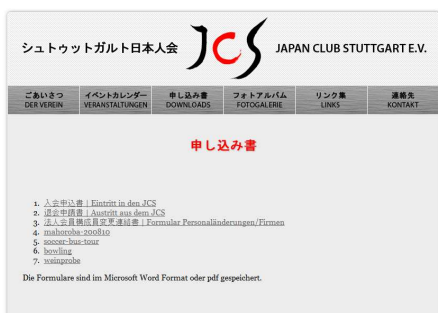 シュトゥットガルト日本人会 JCS JAPAN CLUB STUTTGART E.V.
ごあいさつ イベントカレンダー 申し込み書 フォトアルバム リンク集 連絡先
DER VEREIN VERANSTALTUNGEN DOWNLOADS FOTOGALERIE LINKS KONTAKT
申し込み書
1. 入会申込書 | Eintritt in den JCS
2. 退会申請書 | Austritt aus dem JCS
3. 法人会員構成員変更連絡書 | Formular Personaländerungen/Firmen
4. mahoroba-200810
5. soccer-bus-tour
6. bowling
7. weinprobe
Die Formulare sind im Microsoft Word Format oder pdf gespeichert.